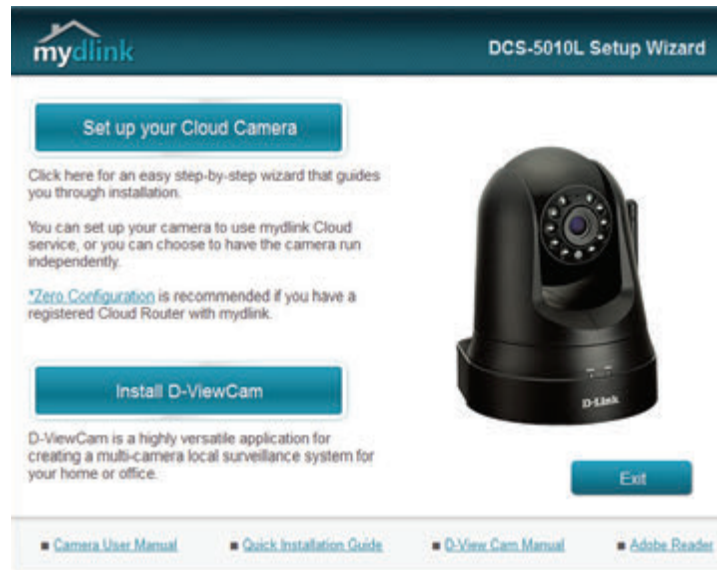 mydlink
DCS-5010L Setup Wizard
Set up your Cloud Camera
Click here for an easy step-by-step wizard that guides
you through installation.
You can set up your camera to use mydlink Cloud
service, or you can choose to have the camera run
independently.
*Zero Configuration is recommended if you have a
registered Cloud Router with mydlink.
Install D-ViewCam
D-Link
D-ViewCam is a highly versatile application for
creating a multi-camera local surveillance system for
your home or office.
Exit
Camera User Manual
Quick Installation Guide
D-View Cam Manual
Adobe Reader